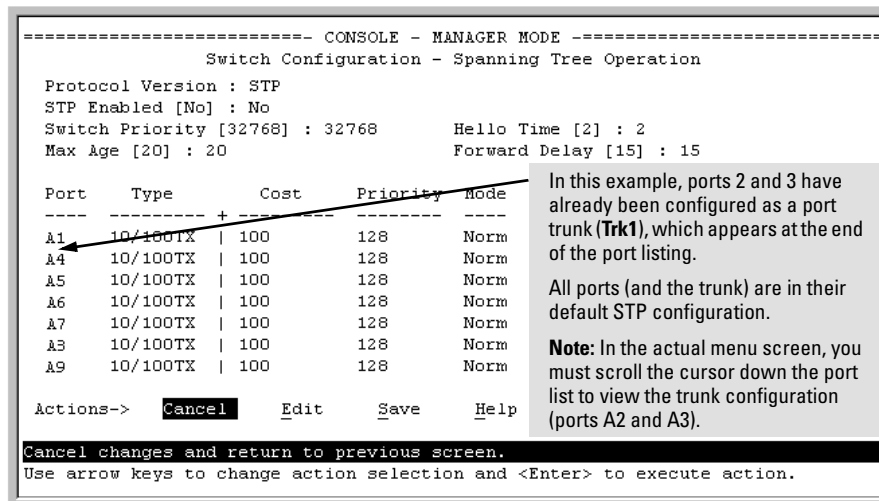 ============================- CONSOLE - MANAGER MODE -============================
Switch Configuration - Spanning Tree Operation
Protocol Version : STP
STP Enabled [No] : No
Switch Priority [32768] : 32768 Hello Time [2] : 2
Max Age [20] : 20 Forward Delay [15] : 15
Port Type Cost Priority Mode
---- ---------- + ---------- --------- ----
A1 10/100TX | 100 128 Norm
A4 10/100TX | 100 128 Norm
A5 10/100TX | 100 128 Norm
A6 10/100TX | 100 128 Norm
A7 10/100TX | 100 128 Norm
A3 10/100TX | 100 128 Norm
A9 10/100TX | 100 128 Norm
In this example, ports 2 and 3 have
already been configured as a port
trunk (Trk1), which appears at the end
of the port listing.
All ports (and the trunk) are in their
default STP configuration.
Note: In the actual menu screen, you
must scroll the cursor down the port
list to view the trunk configuration
(ports A2 and A3).
Actions-> Cancel Edit Save Help
Cancel changes and return to previous screen.
Use arrow keys to change action selection and <Enter> to execute action.